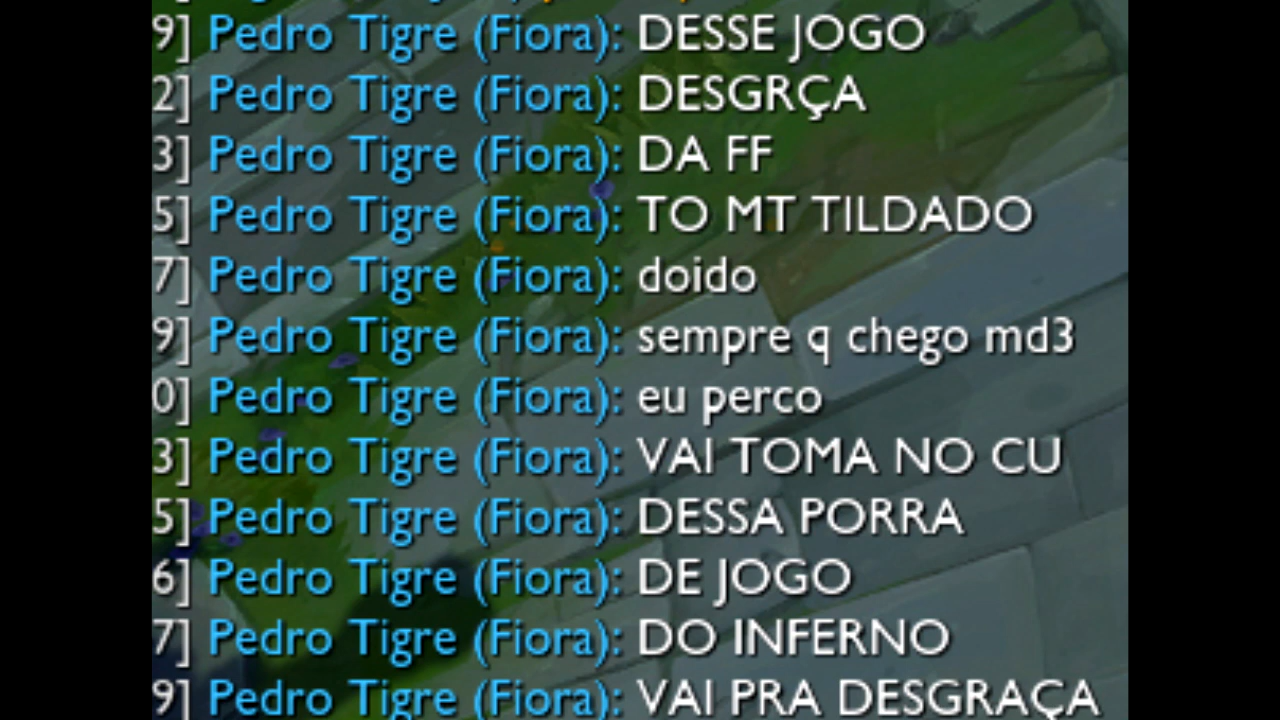 9] Pedro Tigre (Fiora): DESSE JOGO
2] Pedro Tigre (Fiora): DESGRÇA
3] Pedro Tigre (Fiora): DA FF
5] Pedro Tigre (Fiora): TO MT TILDADO
7] Pedro Tigre (Fiora): doido
9] Pedro Tigre (Fiora): sempre q chego md3
0] Pedro Tigre (Fiora): eu perco
3] Pedro Tigre (Fiora): VAI TOMA NO CU
5] Pedro Tigre (Fiora): DESSA PORRA
6] Pedro Tigre (Fiora): DE JOGO
7] Pedro Tigre (Fiora): DO INFERNO
9] Pedro Tigre (Fiora): VAI PRA DESGRAÇA